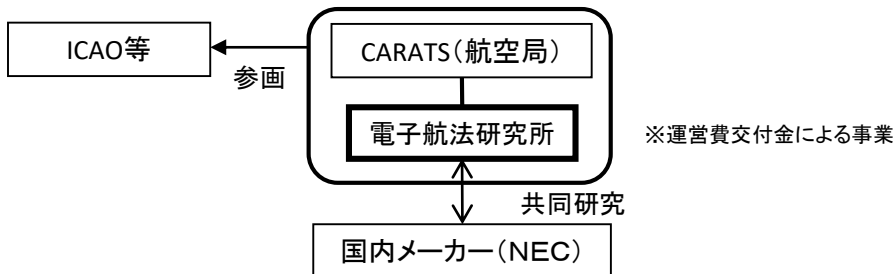 ICAO等
CARATS(航空局)
参画
電子航法研究所
※運営費交付金による事業
共同研究
国内メーカー(NEC)